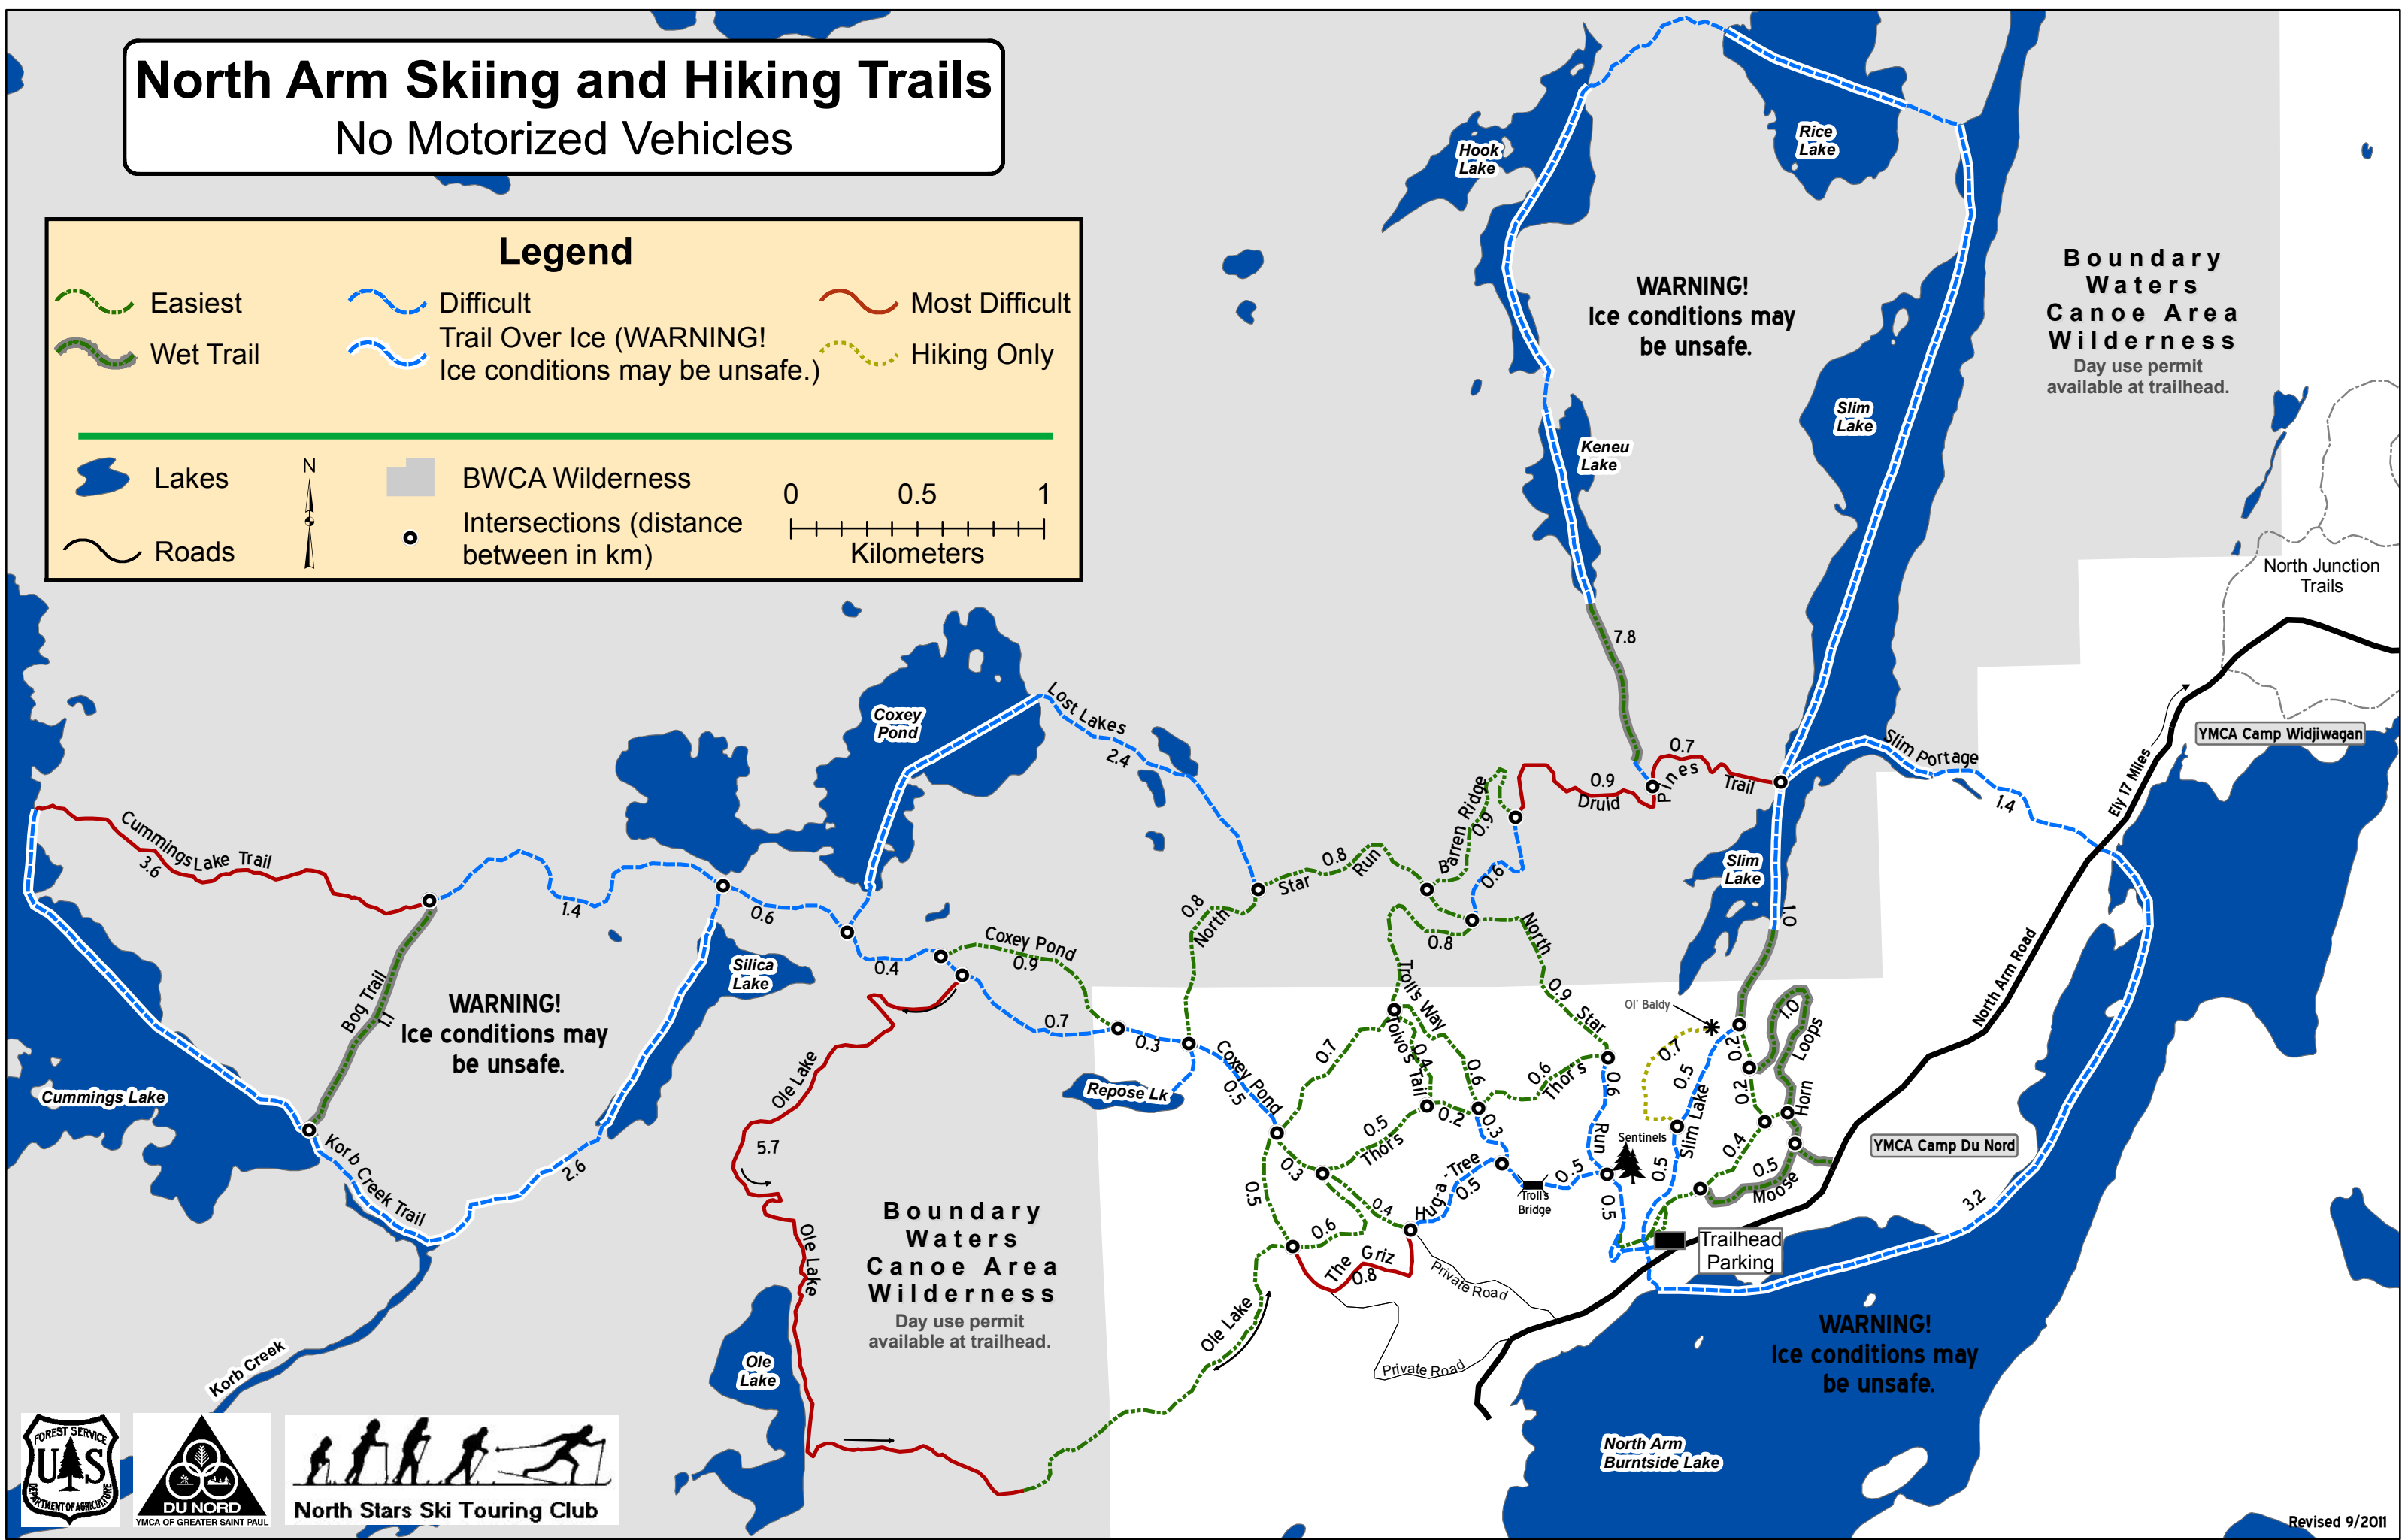 North Arm Skiing and Hiking Trails
No Motorized Vehicles
Legend
Easiest
Difficult
Most Difficult
Wet Trail
Trail Over Ice (WARNING!
Ice conditions may be unsafe.)
Hiking Only
Lakes
N
BWCA Wilderness
0 0.5 1
Kilometers
Roads
Intersections (distance
between in km)
Hook
Lake
Rice
Lake
WARNING!
Ice conditions may
be unsafe.
Boundary
Waters
Canoe Area
Wilderness
Day use permit
available at trailhead.
Slim
Lake
Keneu
Lake
North Junction
Trails
7.8
YMCA Camp Widjiwagan
Ely 17 Miles
Slim Portage
1.4
Coxey
Pond
Lost Lakes
2.4
0.7
Pines
Trail
0.9
Druid
Barren Ridge
0.9
0.6
0.8
Star
Run
0.8
North
Cummings Lake Trail
3.6
1.4
0.6
0.4
Coxey Pond
0.9
Silica
Lake
Slim
Lake
1.0
0.8
North
0.9
Star
Troll's Way
North Arm Road
Bog Trail
1.1
WARNING!
Ice conditions may
be unsafe.
0.7
0.3
Ol' Baldy
0.2
1.0
Loops
Coxey Pond
0.5
0.7
0.4
Toivo's Tail
0.6
0.6
Thor's
0.6
Run
0.7
0.5
Slim Lake
0.2
Horn
Cummings Lake
Ole Lake
Repose Lk
Korb Creek Trail
2.6
5.7
0.5
Thor's
0.2
0.3
Sentinels
0.4
YMCA Camp Du Nord
0.3
0.5
0.4
Hug-a-Tree
0.5
Troll's
Bridge
0.5
0.5
0.5
0.5
Moose
3.2
Ole Lake
Boundary
Waters
Canoe Area
Wilderness
Day use permit
available at trailhead.
0.6
The Griz
0.8
Private Road
Trailhead
Parking
Ole Lake
Private Road
WARNING!
Ice conditions may
be unsafe.
Korb Creek
Ole
Lake
North Arm
Burntside Lake
FOREST SERVICE
US
DEPARTMENT OF AGRICULTURE
DU NORD
YMCA OF GREATER SAINT PAUL
North Stars Ski Touring Club
Revised 9/2011